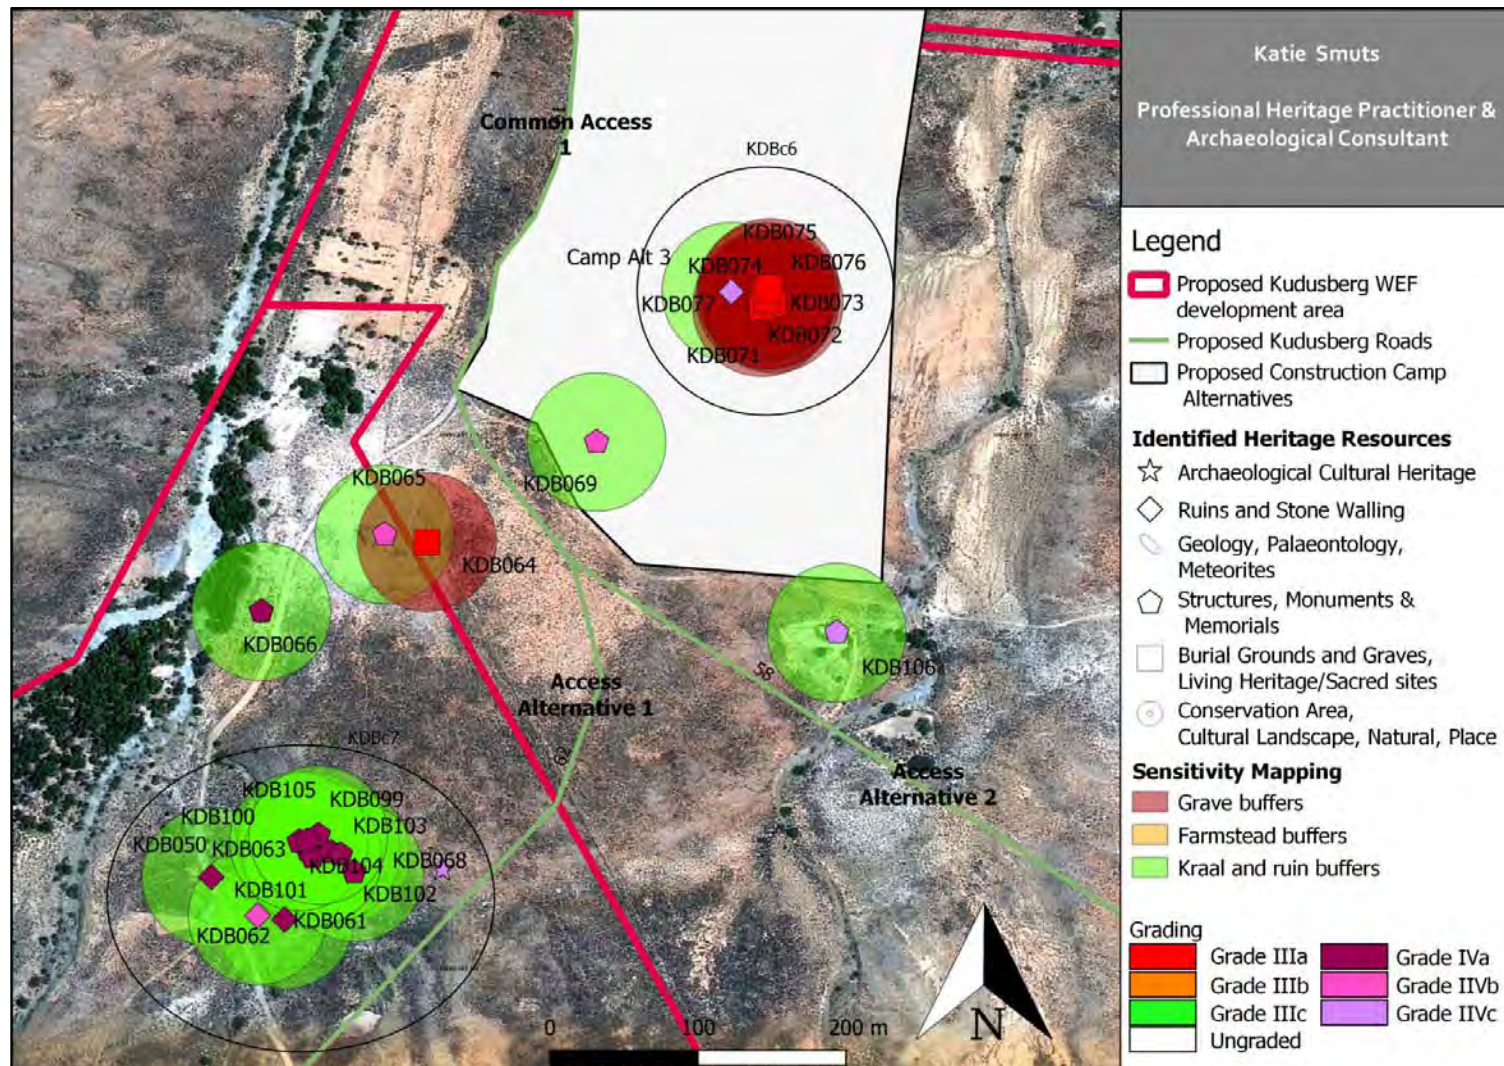 Common Access
1
KDBc6
Camp Alt 3
KDB075
KDB074
KDB076
KDB077
KDB073
KDB072
KDB071
KDB069
KDB065
KDB064
KDB066
KDB106
58
Access
Alternative 1
62
Access
Alternative 2
KDBc7
KDB105
KDB099
KDB100
KDB103
KDB050
KDB063
KDB104
KDB068
KDB101
KDB102
KDB061
KDB062
0 100 200 m
N
Katie Smuts
Professional Heritage Practitioner &
Archaeological Consultant
Legend
Proposed Kudusberg WEF
development area
Proposed Kudusberg Roads
Proposed Construction Camp
Alternatives
Identified Heritage Resources
Archaeological Cultural Heritage
Ruins and Stone Walling
Geology, Palaeontology,
Meteorites
Structures, Monuments &
Memorials
Burial Grounds and Graves,
Living Heritage/Sacred sites
Conservation Area,
Cultural Landscape, Natural, Place
Sensitivity Mapping
Grave buffers
Farmstead buffers
Kraal and ruin buffers
Grading
Grade IIIa Grade IVa
Grade IIIb Grade IIVb
Grade IIIc Grade IIVc
Ungraded